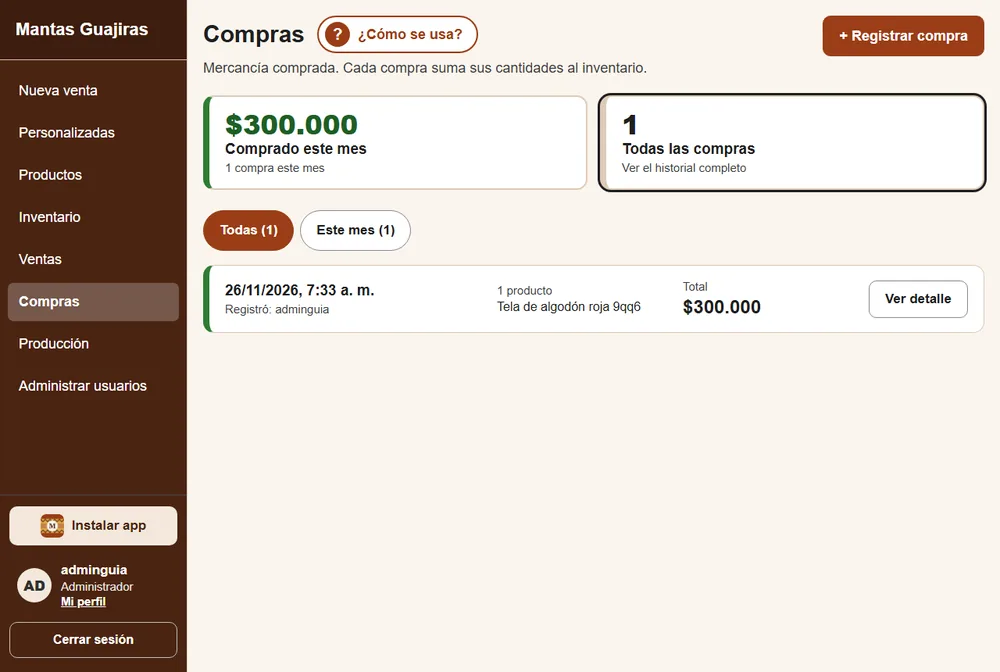 Mantas Guajiras
Nueva venta
Personalizadas
Productos
Inventario
Ventas
Compras
Producción
Administrar usuarios
M
Instalar app
AD
adminguia
Administrador
Mi perfil
Cerrar sesión
Compras
? ¿Cómo se usa?
+ Registrar compra
Mercancía comprada. Cada compra suma sus cantidades al inventario.
$300.000
Comprado este mes
1 compra este mes
1
Todas las compras
Ver el historial completo
Todas (1)
Este mes (1)
26/11/2026, 7:33 a. m.
Registró: adminguia
1 producto
Tela de algodón roja 9qq6
Total
$300.000
Ver detalle